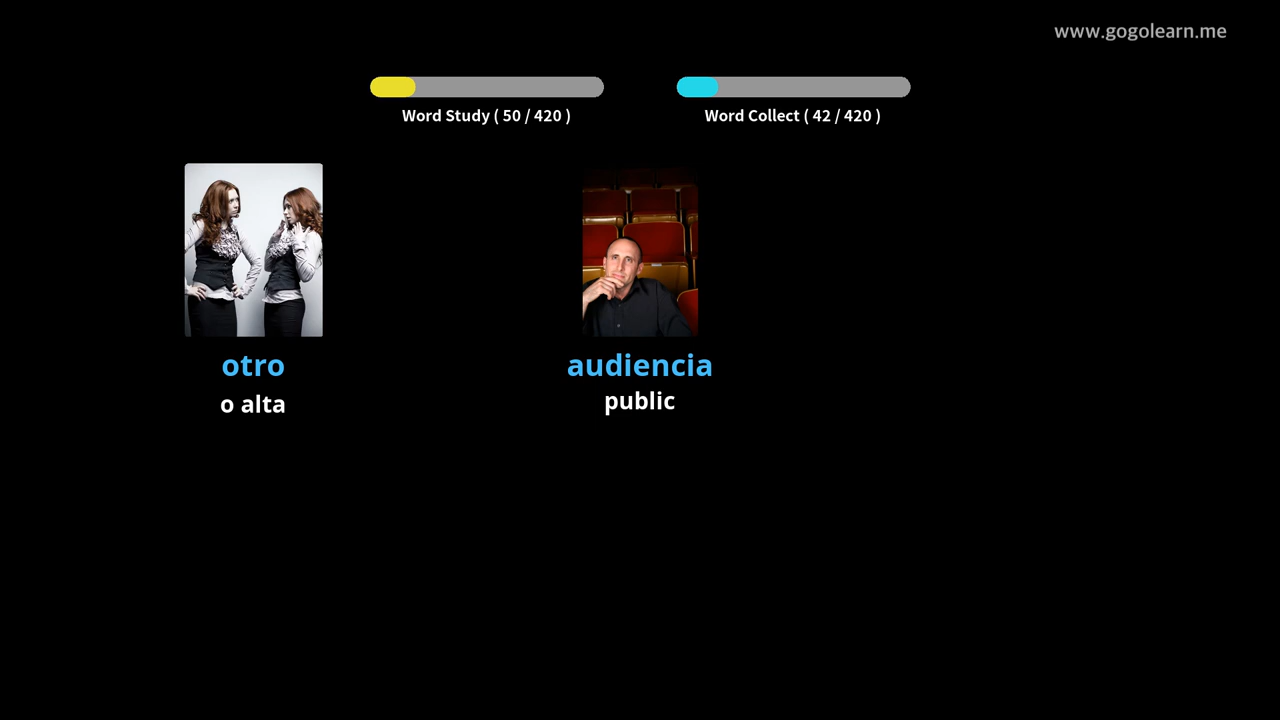 www.gogolearn.me
Word Study ( 50 / 420 )
Word Collect ( 42 / 420 )
otro
o alta
audiencia
public